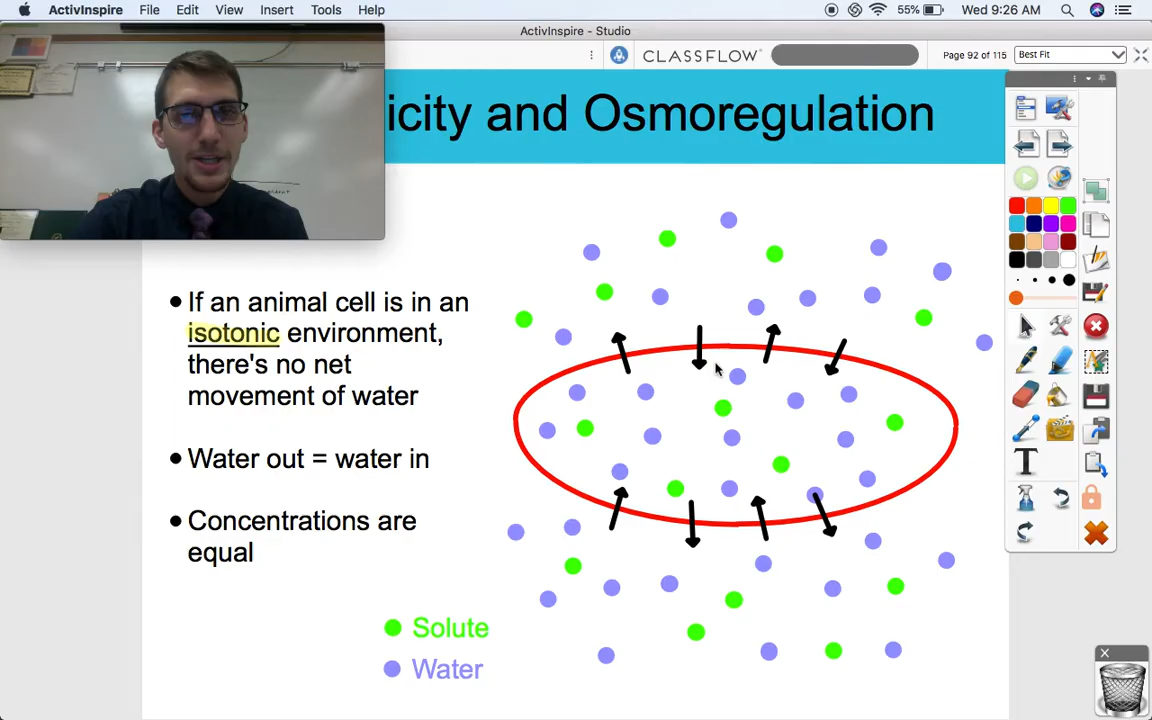 ActivInspire File Edit View Insert Tools Help 55% Wed 9:26 AM
ActivInspire - Studio
CLASSFLOW Page 92 of 115 Best Fit
icity and Osmoregulation
• If an animal cell is in an
isotonic environment,
there's no net
movement of water
• Water out = water in
• Concentrations are
equal
Solute
Water